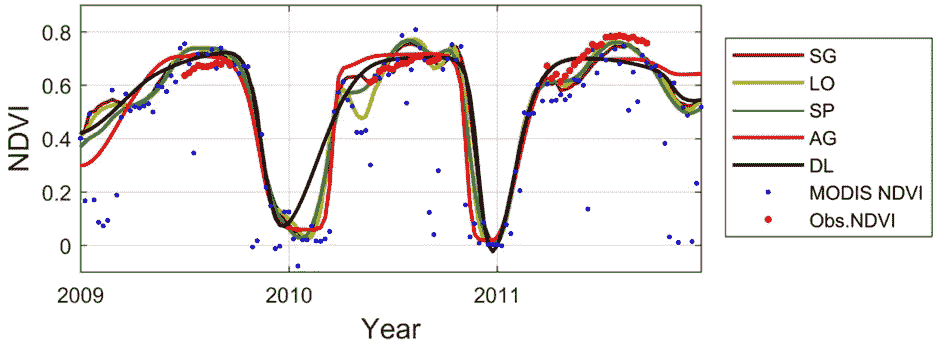 0.8
0.6
0.4
0.2
0
NDVI
2009 2010 2011
Year
SG
LO
SP
AG
DL
MODIS NDVI
Obs.NDVI